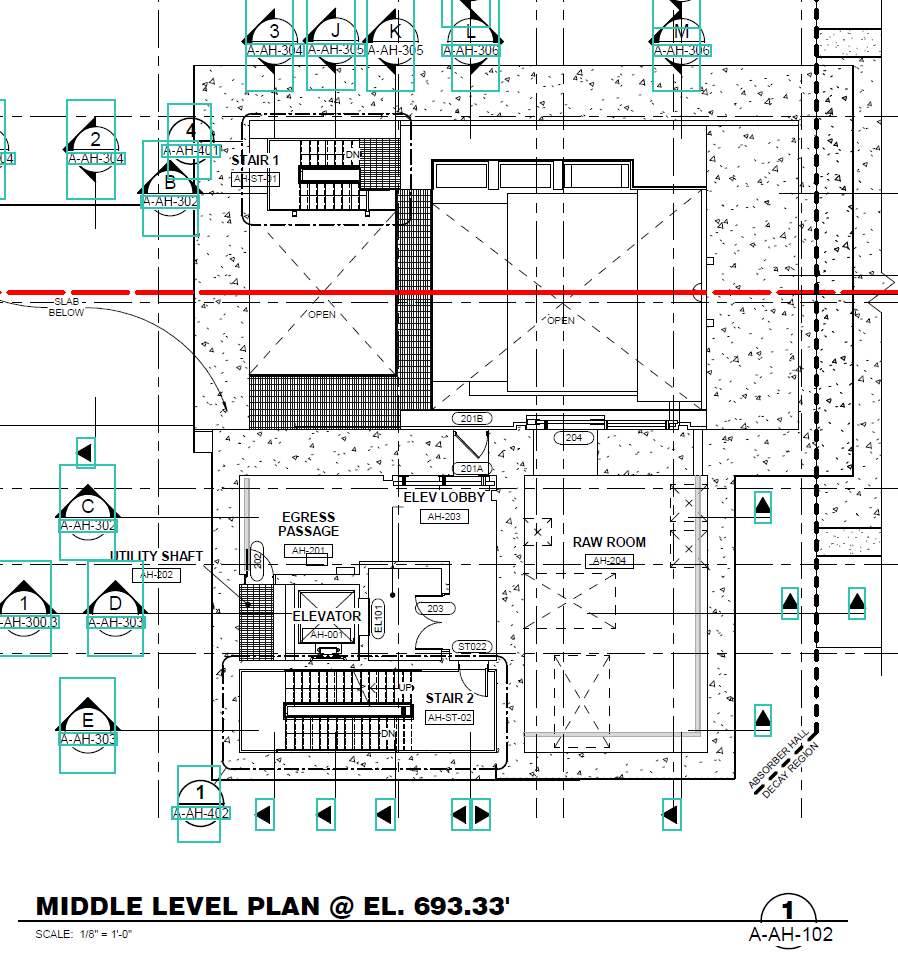 3
A-AH-304
J
A-AH-305
K
A-AH-305
L
A-AH-306
M
A-AH-306
2
A-AH-304
04
4
A-AH-401
B
A-AH-302
STAIR 1
AH-ST-01
DN
SLAB
BELOW
OPEN
OPEN
201B
204
201A
ELEV LOBBY
AH-203
C
A-AH-302
EGRESS
PASSAGE
AH-201
RAW ROOM
AH-204
UTILITY SHAFT
AH-202
202
1
A-AH-300.3
D
A-AH-303
ELEVATOR
AH-001
EL101
203
ST022
E
A-AH-303
UP
STAIR 2
AH-ST-02
DN
ABSORBER HALL
DECAY REGION
1
A-AH-402
MIDDLE LEVEL PLAN @ EL. 693.33'
SCALE: 1/8" = 1'-0"
1
A-AH-102